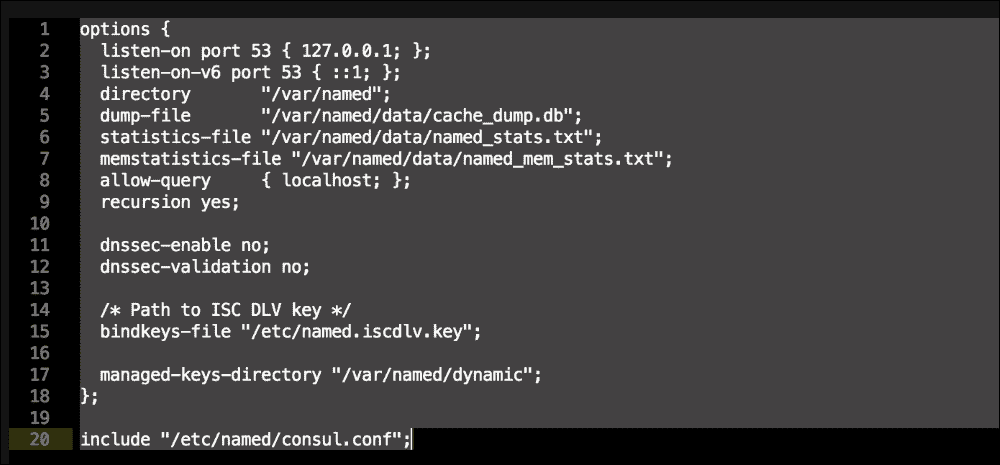 1 options {
2   listen-on port 53 { 127.0.0.1; };
3   listen-on-v6 port 53 { ::1; };
4   directory       "/var/named";
5   dump-file       "/var/named/data/cache_dump.db";
6   statistics-file "/var/named/data/named_stats.txt";
7   memstatistics-file "/var/named/data/named_mem_stats.txt";
8   allow-query     { localhost; };
9   recursion yes;
10
11   dnssec-enable no;
12   dnssec-validation no;
13
14   /* Path to ISC DLV key */
15   bindkeys-file "/etc/named.iscdlv.key";
16
17   managed-keys-directory "/var/named/dynamic";
18 };
19
20 include "/etc/named/consul.conf";